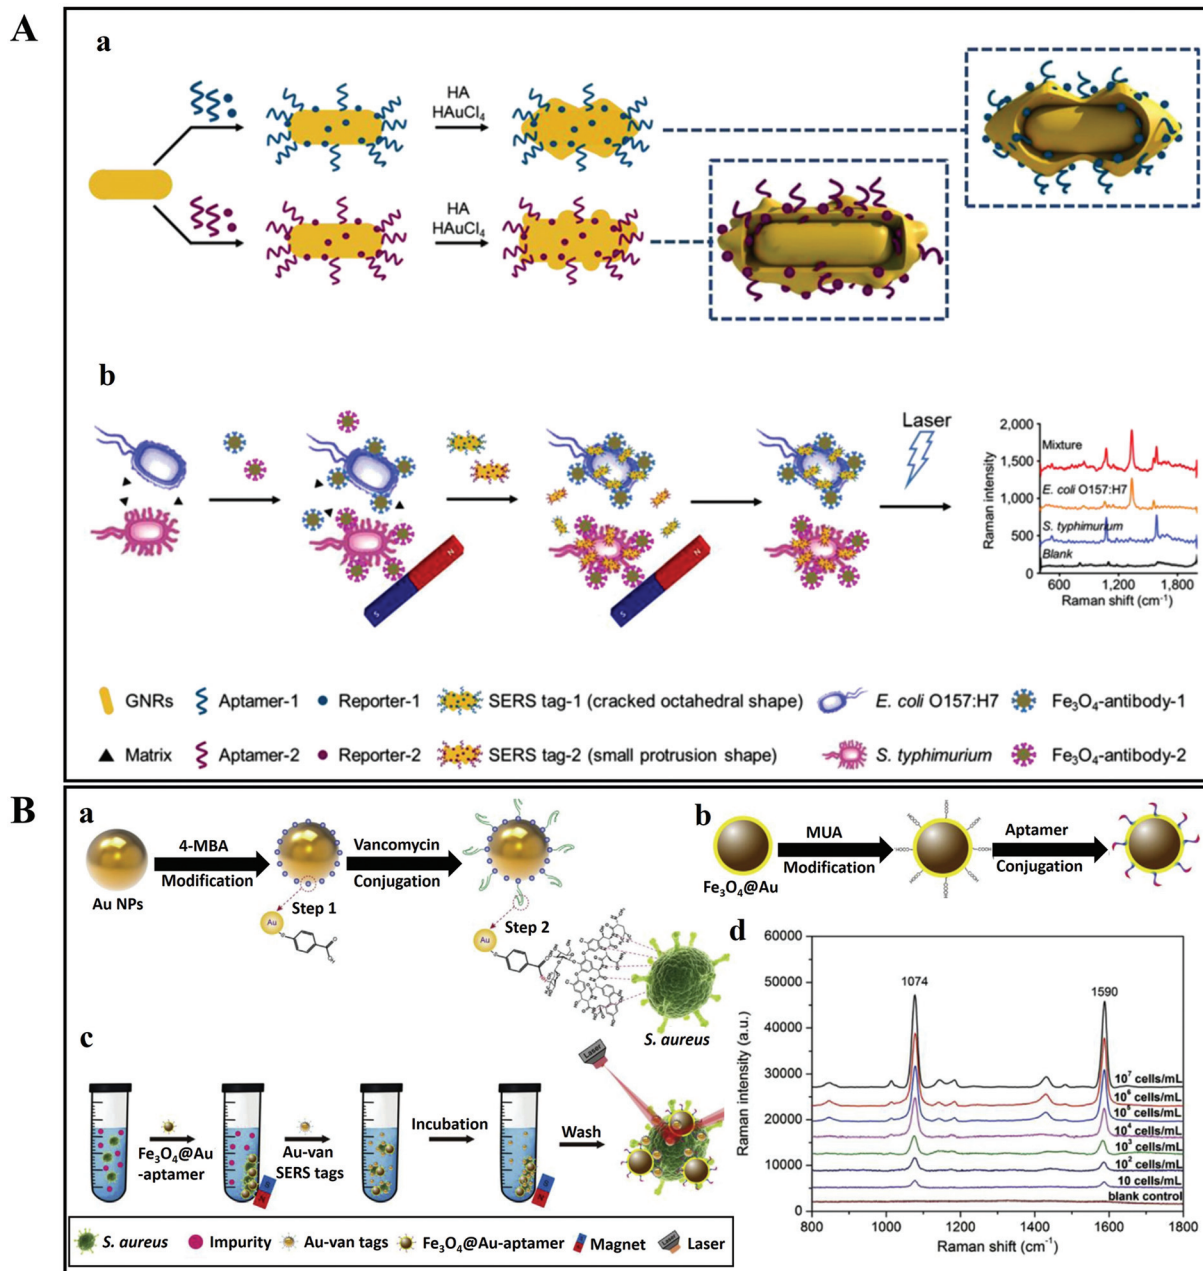 A
a
HA
HAuCl₄
HA
HAuCl₄
b
Laser
2,000
1,500
1,000
500
0
Raman intensity
Mixture
E. coli O157:H7
S. typhimurium
Blank
600
1,200
1,800
Raman shift (cm⁻¹)
N
S
GNRs
Aptamer-1
Reporter-1
SERS tag-1 (cracked octahedral shape)
E. coli O157:H7
Fe₃O₄-antibody-1
Matrix
Aptamer-2
Reporter-2
SERS tag-2 (small protrusion shape)
S. typhimurium
Fe₃O₄-antibody-2
B
a
Au NPs
4-MBA
Modification
Vancomycin
Conjugation
Step 1
Au
Step 2
Au
S. aureus
b
Fe₃O₄@Au
MUA
Modification
Aptamer
Conjugation
c
Fe₃O₄@Au
-aptamer
Au-van
SERS tags
Incubation
Wash
Laser
S. aureus
Impurity
Au-van tags
Fe₃O₄@Au-aptamer
Magnet
Laser
d
60000
50000
40000
30000
20000
10000
0
Raman intensity (a.u.)
1074
1590
10⁷ cells/mL
10⁶ cells/mL
10⁵ cells/mL
10⁴ cells/mL
10³ cells/mL
10² cells/mL
10 cells/mL
blank control
800
1000
1200
1400
1600
1800
Raman shift (cm⁻¹)